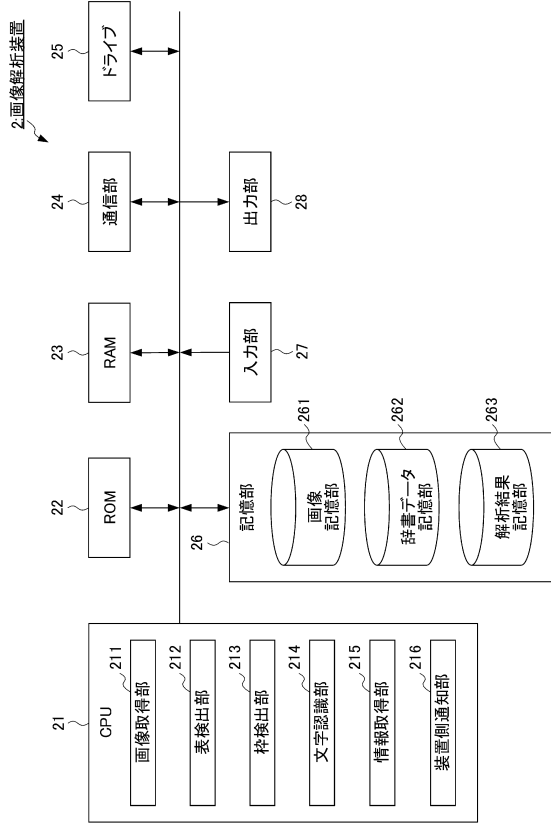 2:画像解析装置
21
CPU
211
画像取得部
212
表検出部
213
枠検出部
214
文字認識部
215
情報取得部
216
装置側通知部
22
ROM
23
RAM
24
通信部
25
ドライブ
26
記憶部
261
画像
記憶部
262
辞書データ
記憶部
263
解析結果
記憶部
入力部
27
出力部
28